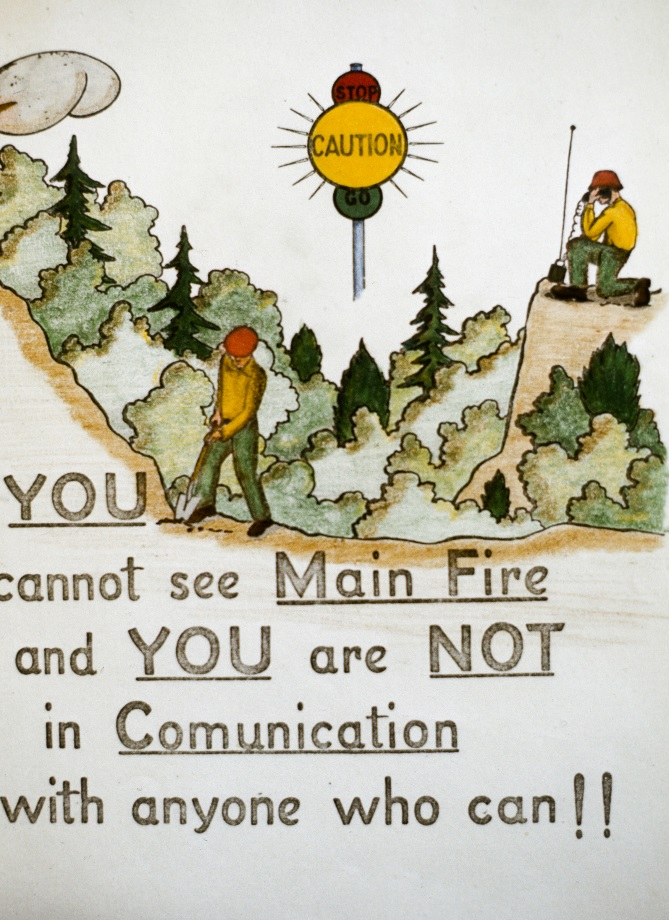 STOP
CAUTION
GO
YOU
cannot see Main Fire
and YOU are NOT
in Comunication
with anyone who can!!